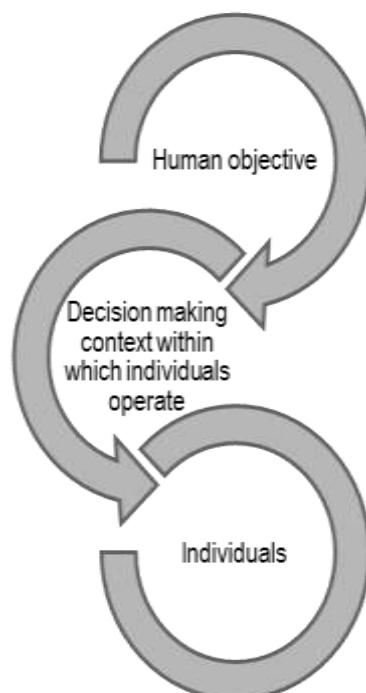 Human objective
Decision making
context within
which individuals
operate
Individuals